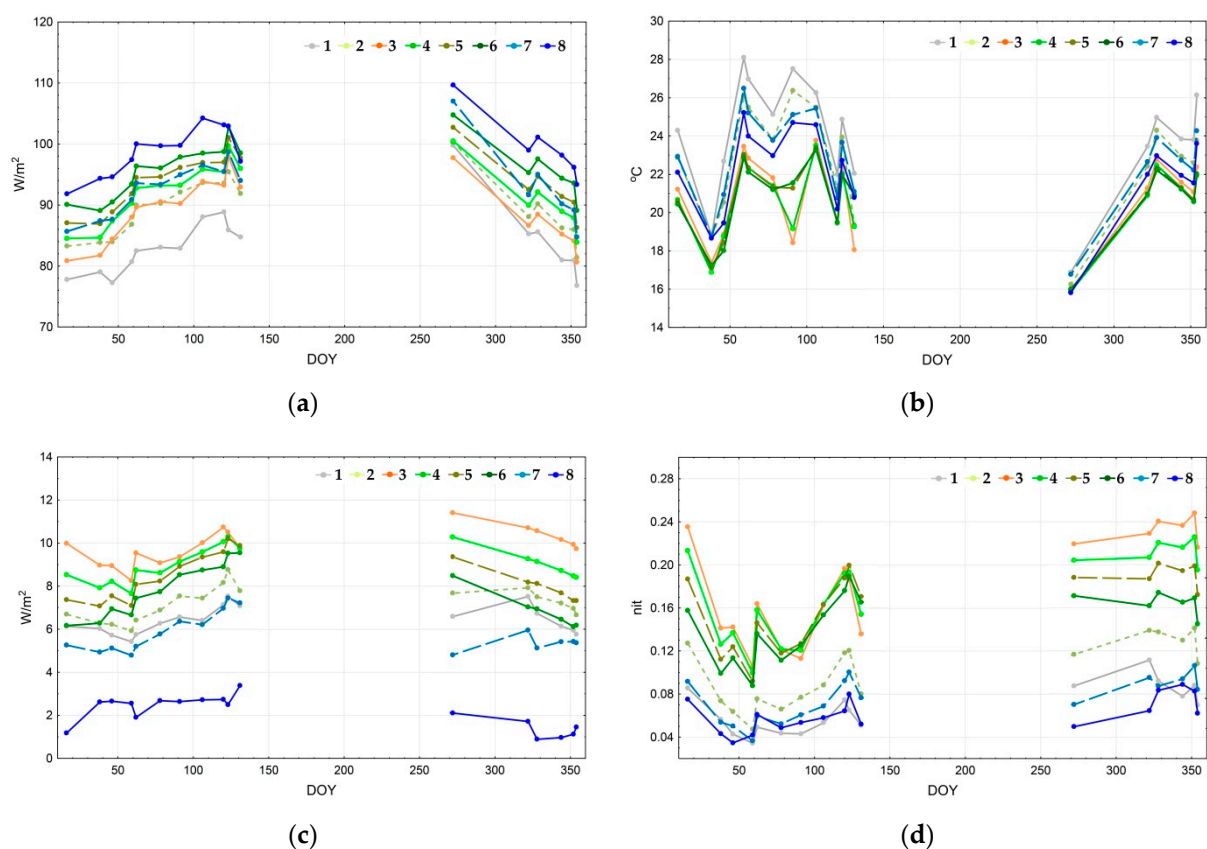 120
110
100
90
80
70
W/m²
1 2 3 4 5 6 7 8
50 100 150 200 250 300 350
DOY
(a)
30
28
26
24
22
20
18
16
14
°C
1 2 3 4 5 6 7 8
50 100 150 200 250 300 350
DOY
(b)
14
12
10
8
6
4
2
0
W/m²
1 2 3 4 5 6 7 8
50 100 150 200 250 300 350
DOY
(c)
0.28
0.24
0.20
0.16
0.12
0.08
0.04
nit
1 2 3 4 5 6 7 8
50 100 150 200 250 300 350
DOY
(d)